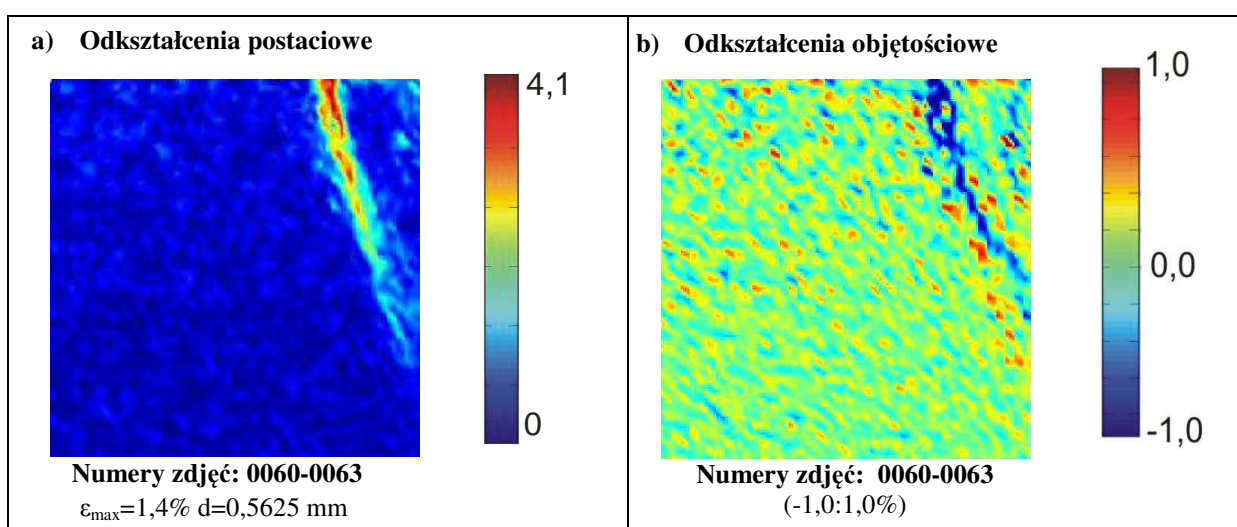 a) Odkształcenia postaciowe
4,1
0
Numery zdjęć: 0060-0063
εmax=1,4% d=0,5625 mm
b) Odkształcenia objętościowe
1,0
0,0
-1,0
Numery zdjęć: 0060-0063
(-1,0:1,0%)